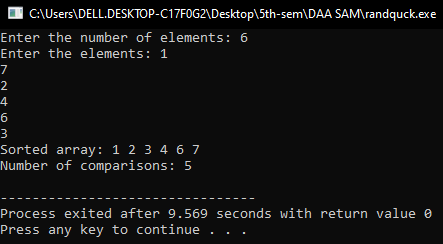 C:\Users\DELL.DESKTOP-C17F0G2\Desktop\5th-sem\DAA SAM\randquck.exe
Enter the number of elements: 6
Enter the elements: 1
7
2
4
6
3
Sorted array: 1 2 3 4 6 7
Number of comparisons: 5
--------------------------------
Process exited after 9.569 seconds with return value 0
Press any key to continue . . .